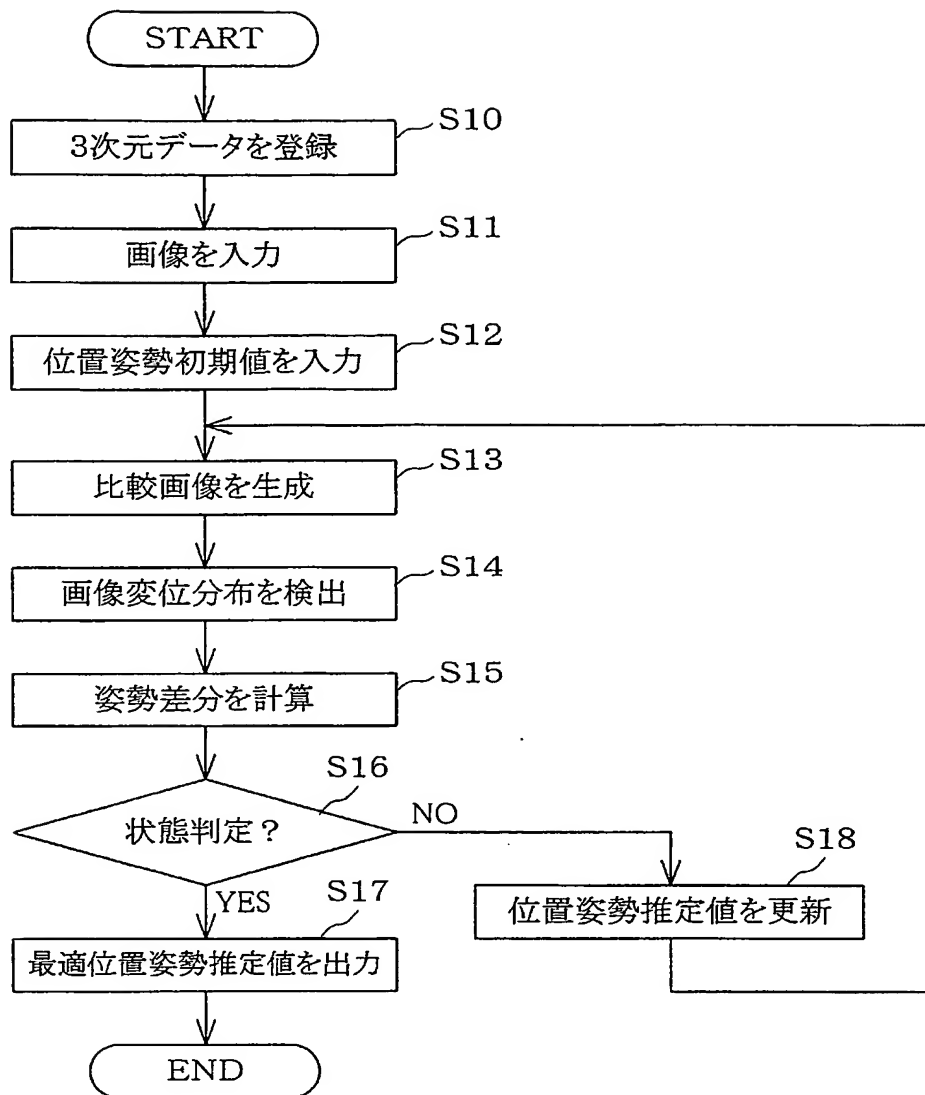 START
S10
3次元データを登録
S11
画像を入力
S12
位置姿勢初期値を入力
S13
比較画像を生成
S14
画像変位分布を検出
S15
姿勢差分を計算
S16
状態判定?
NO
YES
S17
最適位置姿勢推定値を出力
S18
位置姿勢推定値を更新
END